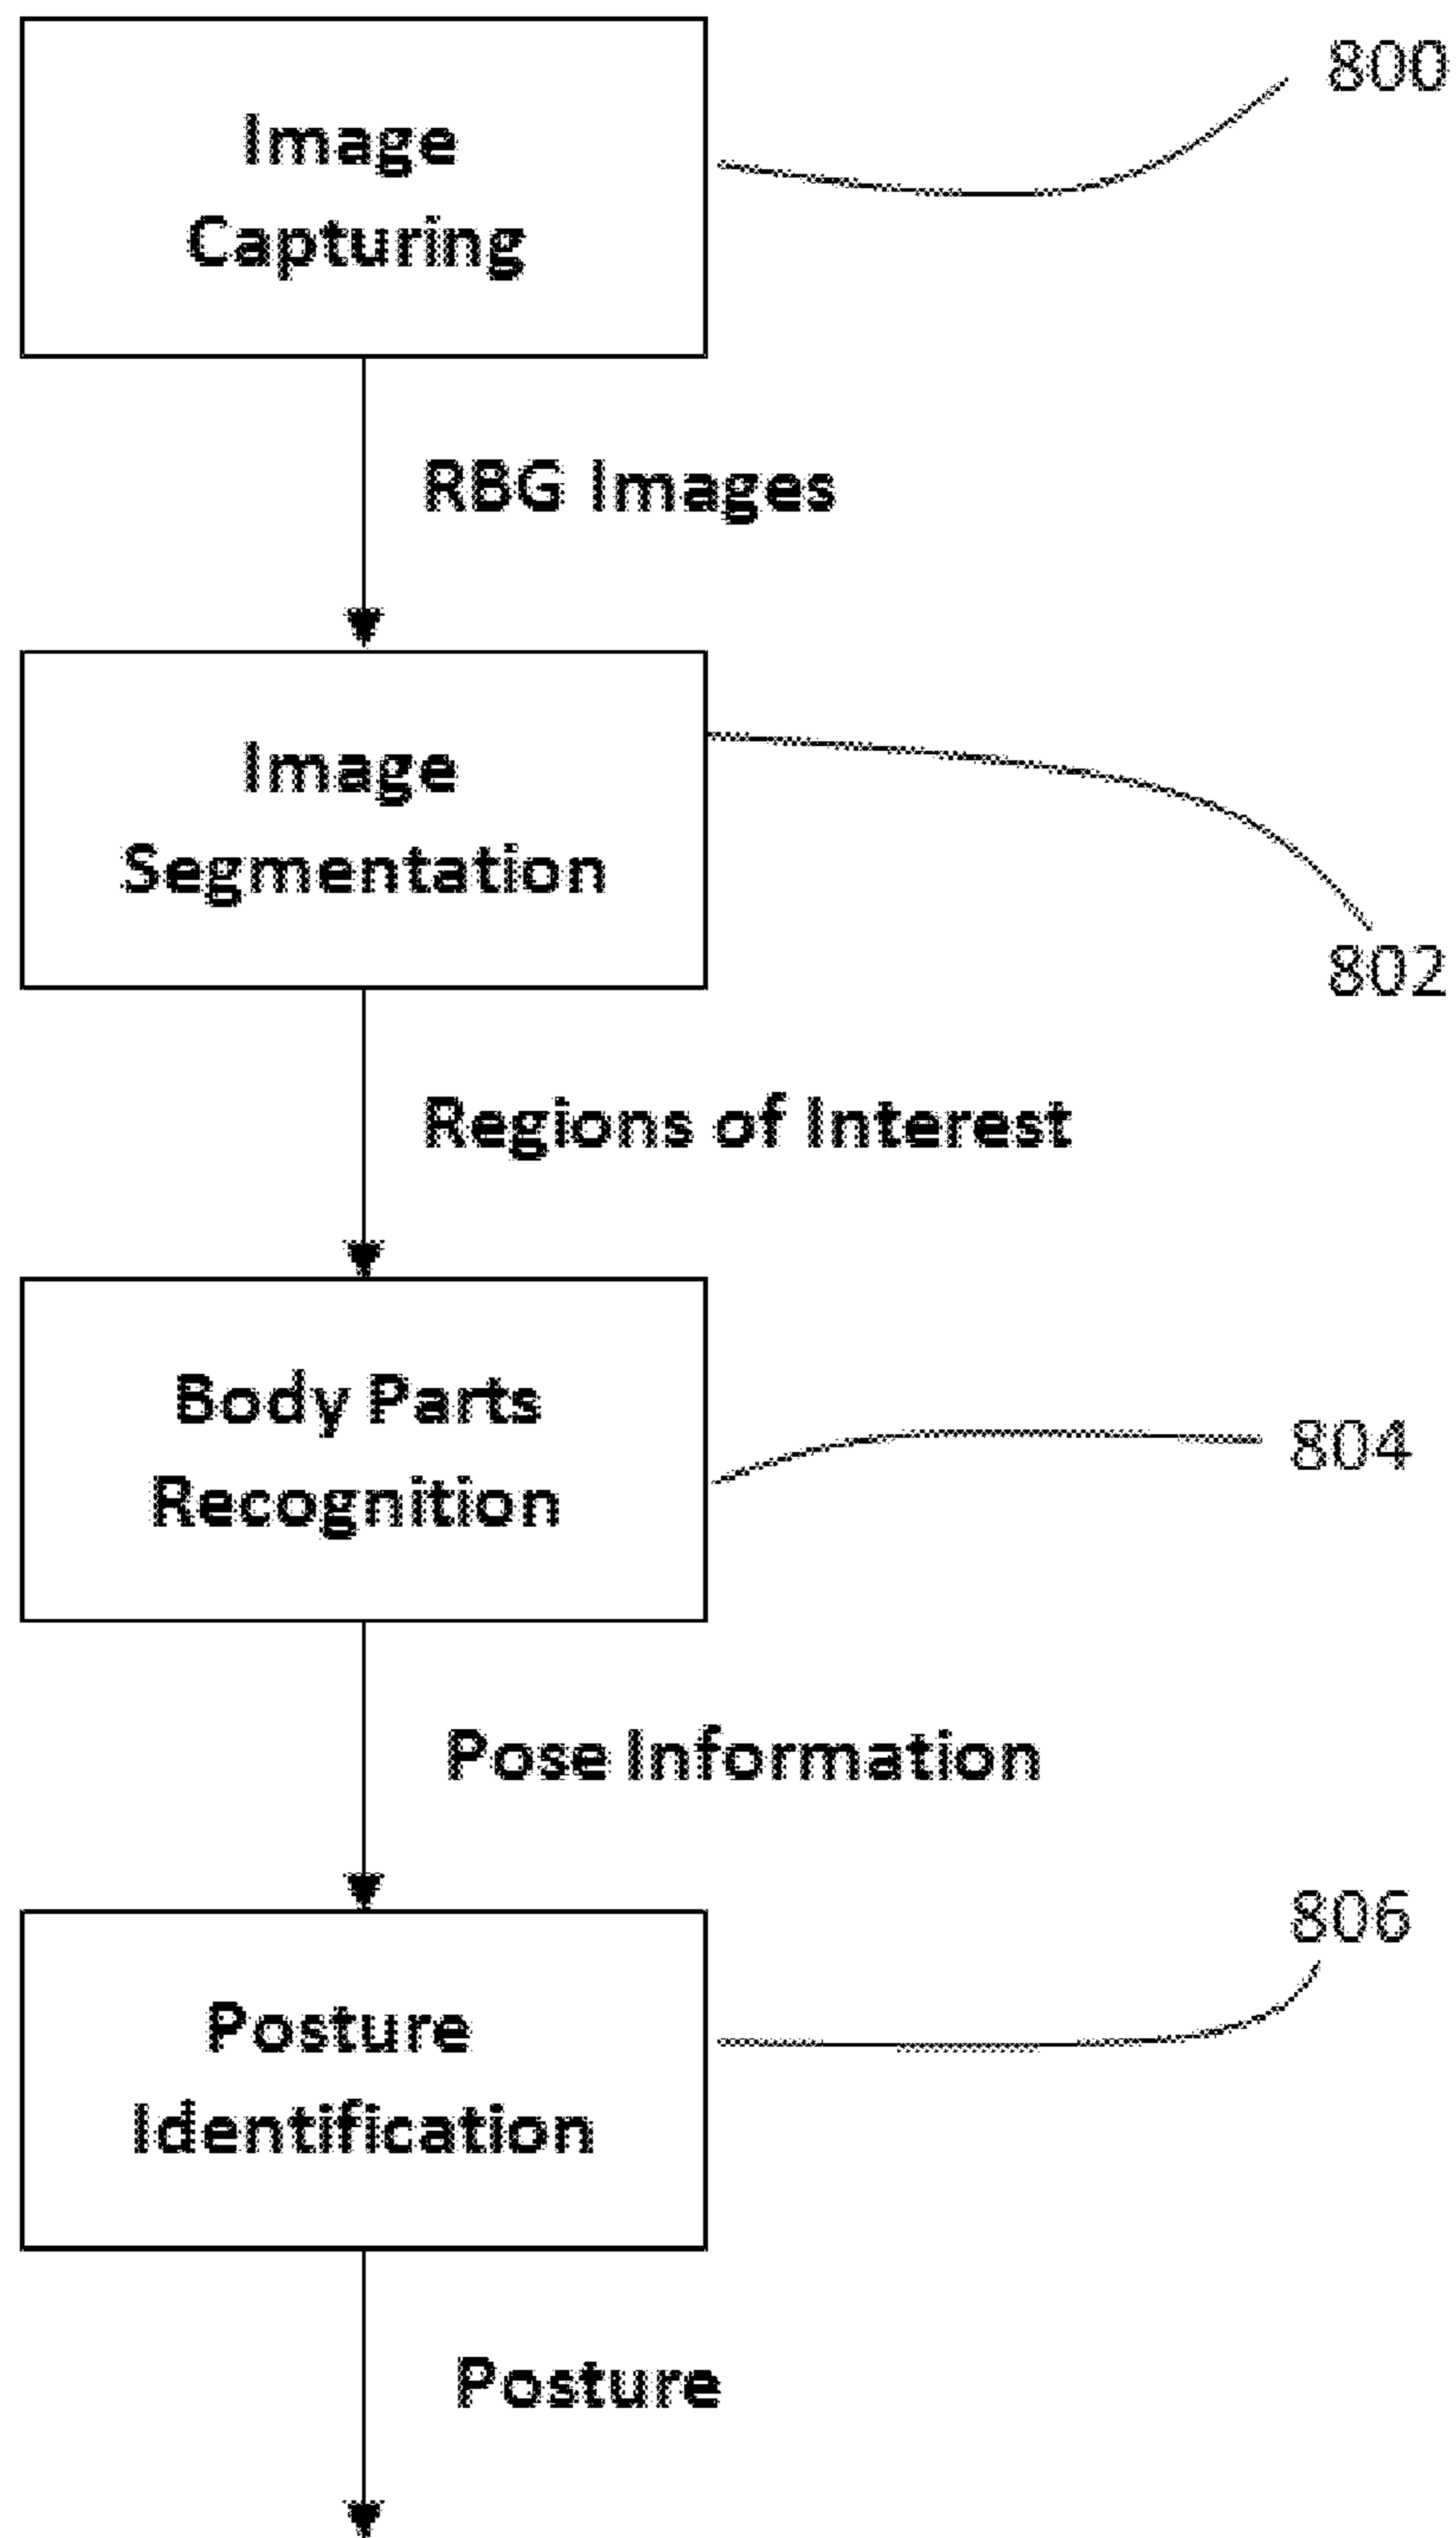 Image
Capturing
800
RBG Images
Image
Segmentation
802
Regions of Interest
Body Parts
Recognition
804
Pose Information
806
Posture
Identification
Posture